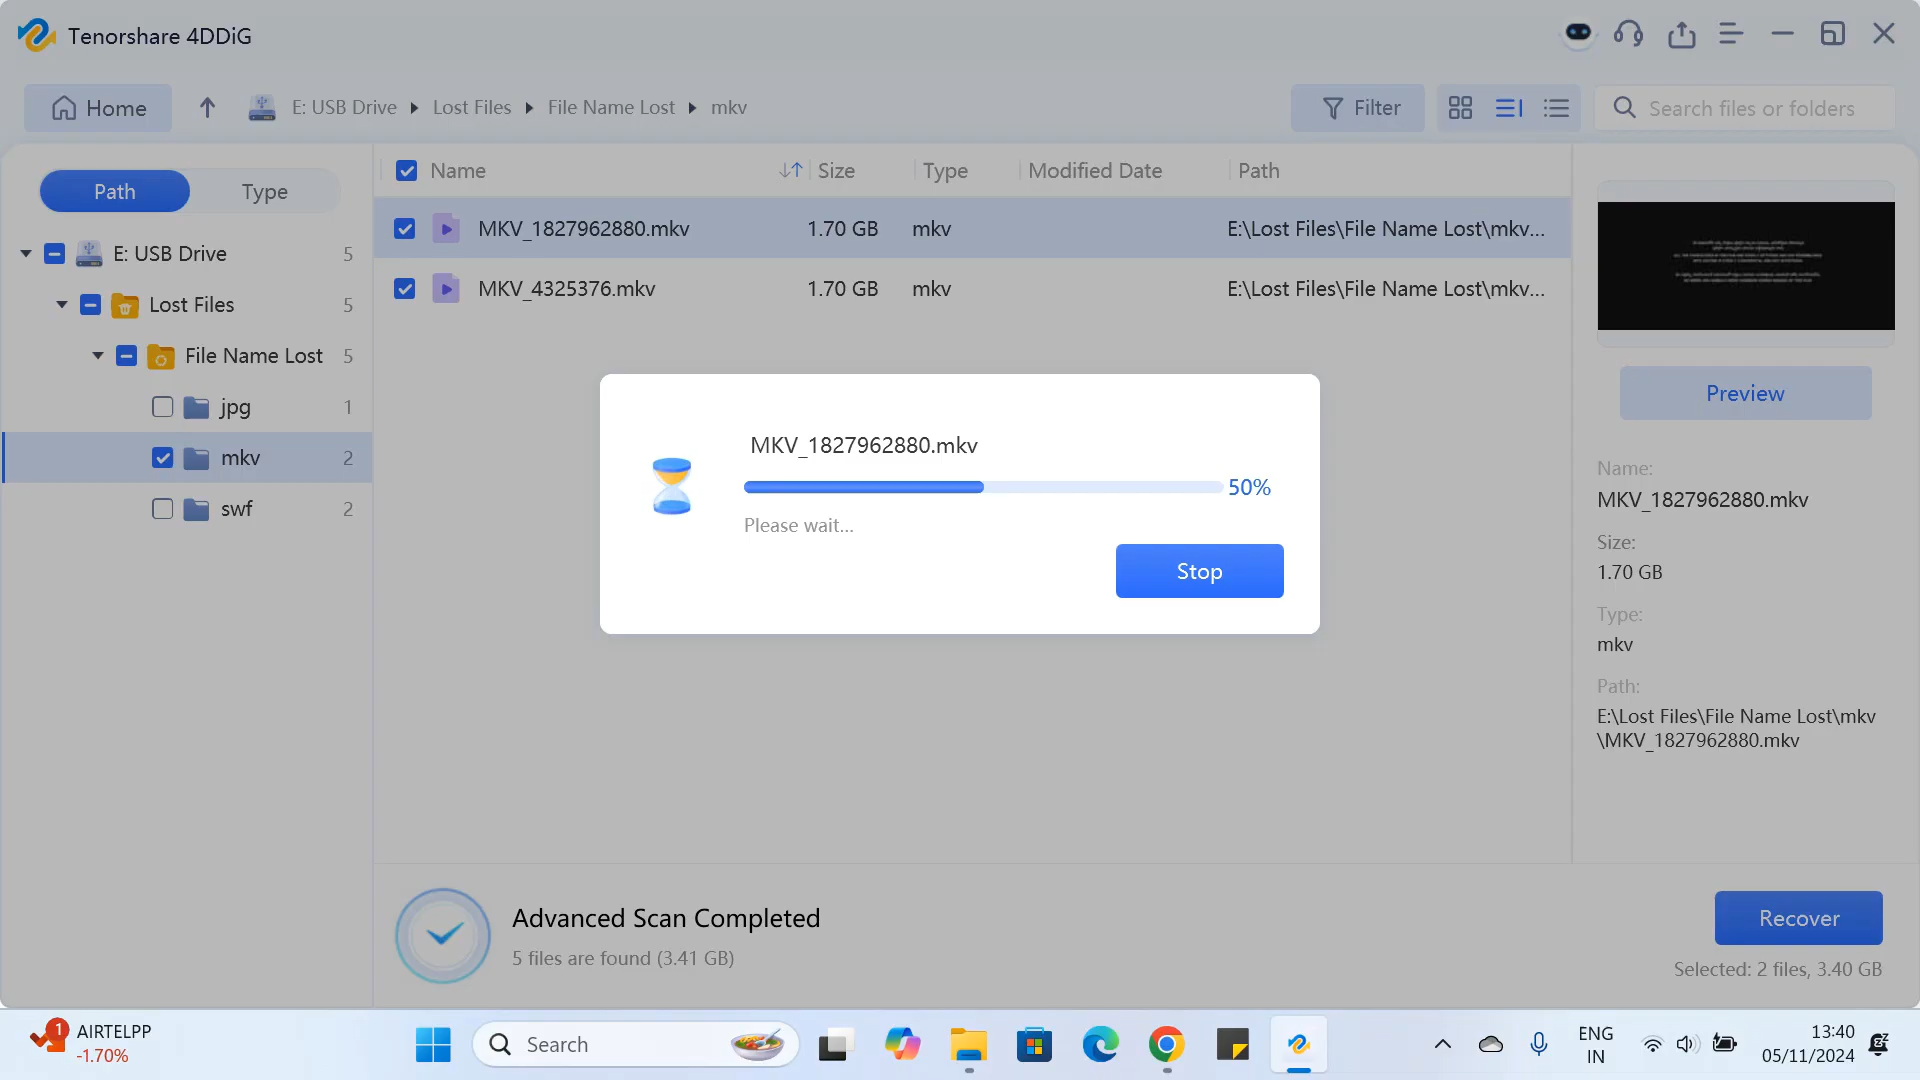 Tenorshare 4DDiG
Home
E: USB Drive
Lost Files
File Name Lost
mkv
Filter
Search files or folders
Path
Type
E: USB Drive 5
Lost Files 5
File Name Lost 5
jpg 1
mkv 2
swf 2
Name Size Type Modified Date Path
MKV_1827962880.mkv 1.70 GB mkv E:\Lost Files\File Name Lost\mkv...
MKV_4325376.mkv 1.70 GB mkv E:\Lost Files\File Name Lost\mkv...
MKV_1827962880.mkv
50%
Please wait...
Stop
Preview
Name:
MKV_1827962880.mkv
Size:
1.70 GB
Type:
mkv
Path:
E:\Lost Files\File Name Lost\mkv
\MKV_1827962880.mkv
Advanced Scan Completed
5 files are found (3.41 GB)
Recover
Selected: 2 files, 3.40 GB
1
AIRTELPP
-1.70%
Search
ENG
IN
13:40
05/11/2024